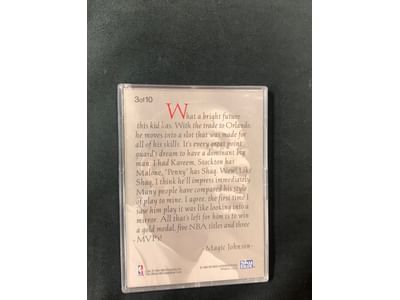 3 of 10
What a bright future
this kid has. With the trade to Orlando,
he moves into a slot that was made for
all of his skills. It's every great point
guard's dream to have a dominant big
man. I had Kareem, Stockton has
Malone, "Penny" has Shaq. Wow! Like
Shaq, I think he'll impress immediately.
Many people have compared his style
of play to mine. I agree, the first time I
saw him play it was like looking into a
mirror. All that's left for him is to win
a gold medal, five NBA titles and three
MVPs!
- Magic Johnson -